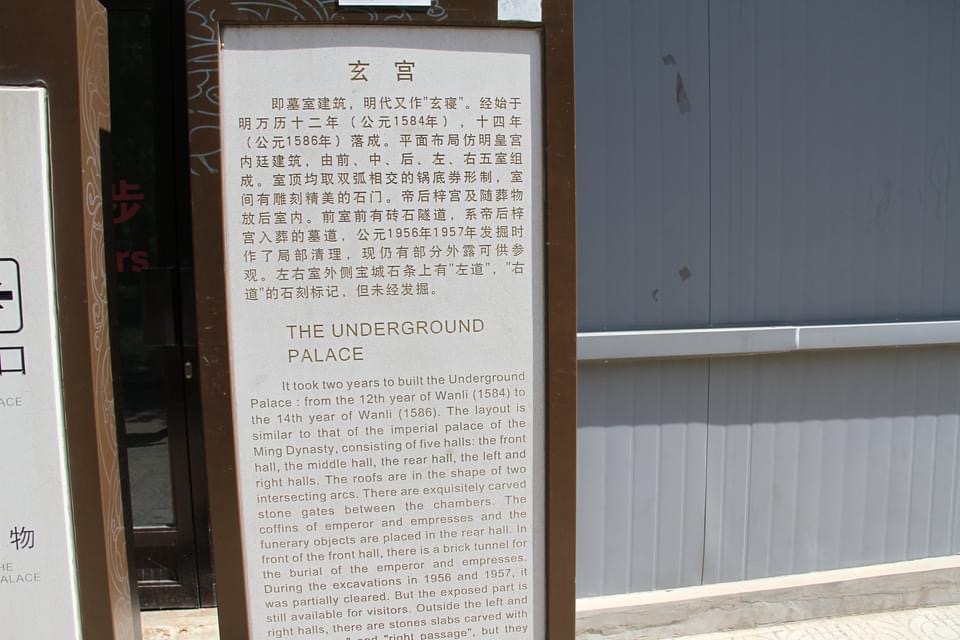 玄 宫
即墓室建筑，明代又作"玄寝"。经始于
明万历十二年（公元1584年），十四年
（公元1586年）落成。平面布局仿明皇宫
内廷建筑，由前、中、后、左、右五室组
成。室顶均取双弧相交的锅底券形制，室
间有雕刻精美的石门。帝后梓宫及随葬物
放后室内。前室前有砖石隧道，系帝后梓
宫入葬的墓道，公元1956年1957年发掘时
作了局部清理，现仍有部分外露可供参
观。左右室外侧宝城石条上有"左道"，"右
道"的石刻标记，但未经发掘。
THE UNDERGROUND
PALACE
It took two years to built the Underground
Palace : from the 12th year of Wanli (1584) to
the 14th year of Wanli (1586). The layout is
similar to that of the imperial palace of the
Ming Dynasty, consisting of five halls: the front
hall, the middle hall, the rear hall, the left and
right halls. The roofs are in the shape of two
intersecting arcs. There are exquisitely carved
stone gates between the chambers. The
coffins of emperor and empresses and the
funerary objects are placed in the rear hall. In
front of the front hall, there is a brick tunnel for
the burial of the emperor and empresses.
During the excavations in 1956 and 1957, it
was partially cleared. But the exposed part is
still available for visitors. Outside the left and
right halls, there are stones slabs carved with
" and "right passage", but they
步
rs
口
ACE
物
HE
ALACE